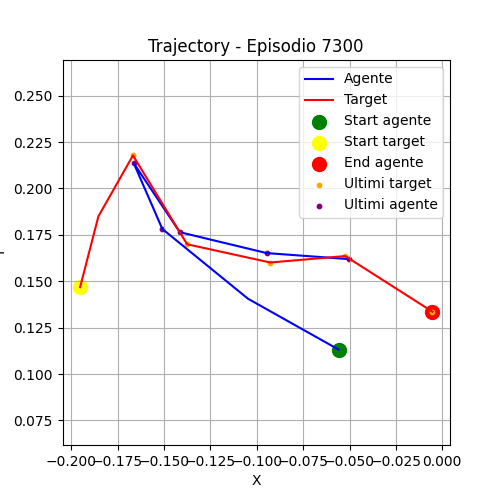 Trajectory - Episodio 7300
Agente
Target
Start agente
Start target
End agente
Ultimi target
Ultimi agente
0.250
0.225
0.200
0.175
0.150
0.125
0.100
0.075
−0.200 −0.175 −0.150 −0.125 −0.100 −0.075 −0.050 −0.025 0.000
X